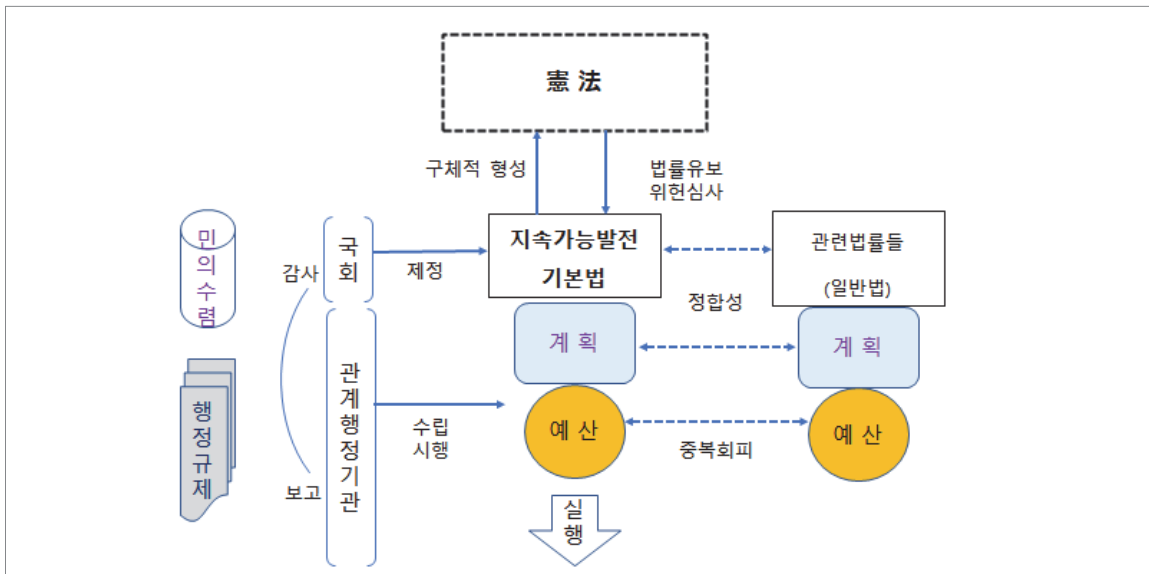 憲 法
구체적 형성
법률유보
위헌심사
민의수렴
감사
국회
제정
지속가능발전
기본법
관련법률들
(일반법)
정합성
계 획
계 획
행정규제
보고
관계행정기관
수립
시행
예 산
예 산
중복회피
실행